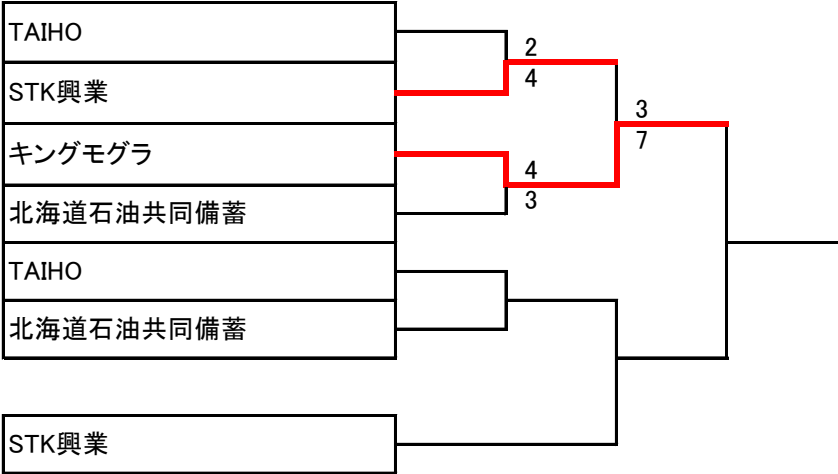 TAIHO
2
STK興業
4
3
キングモグラ
7
4
北海道石油共同備蓄
3
TAIHO
北海道石油共同備蓄
STK興業